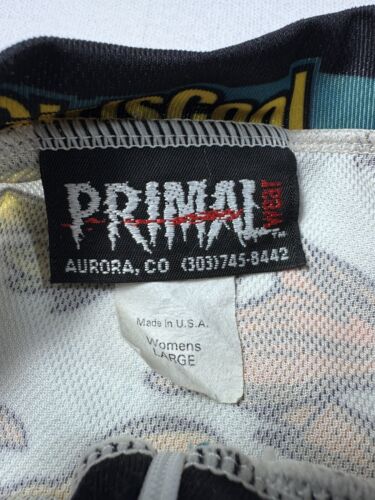 PRIMAL
WEAR
AURORA, CO (303)745-8442
Made in U.S.A.
Womens
LARGE